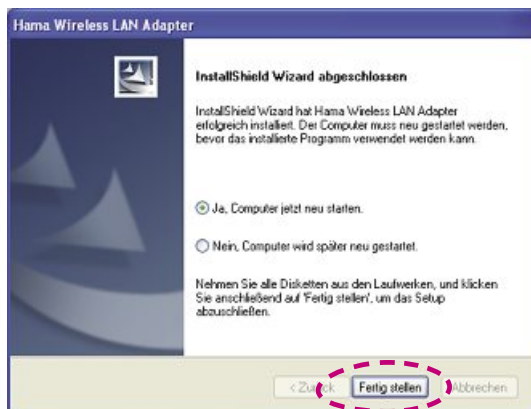 Hama Wireless LAN Adapter
InstallShield Wizard abgeschlossen
InstallShield Wizard hat Hama Wireless LAN Adapter
erfolgreich installiert. Der Computer muss neu gestartet werden,
bevor das installierte Programm verwendet werden kann.
Ja, Computer jetzt neu starten.
Nein, Computer wird später neu gestartet.
Nehmen Sie alle Disketten aus den Laufwerken, und klicken
Sie anschließend auf 'Fertig stellen', um das Setup
abzuschließen.
< Zurück Fertig stellen Abbrechen